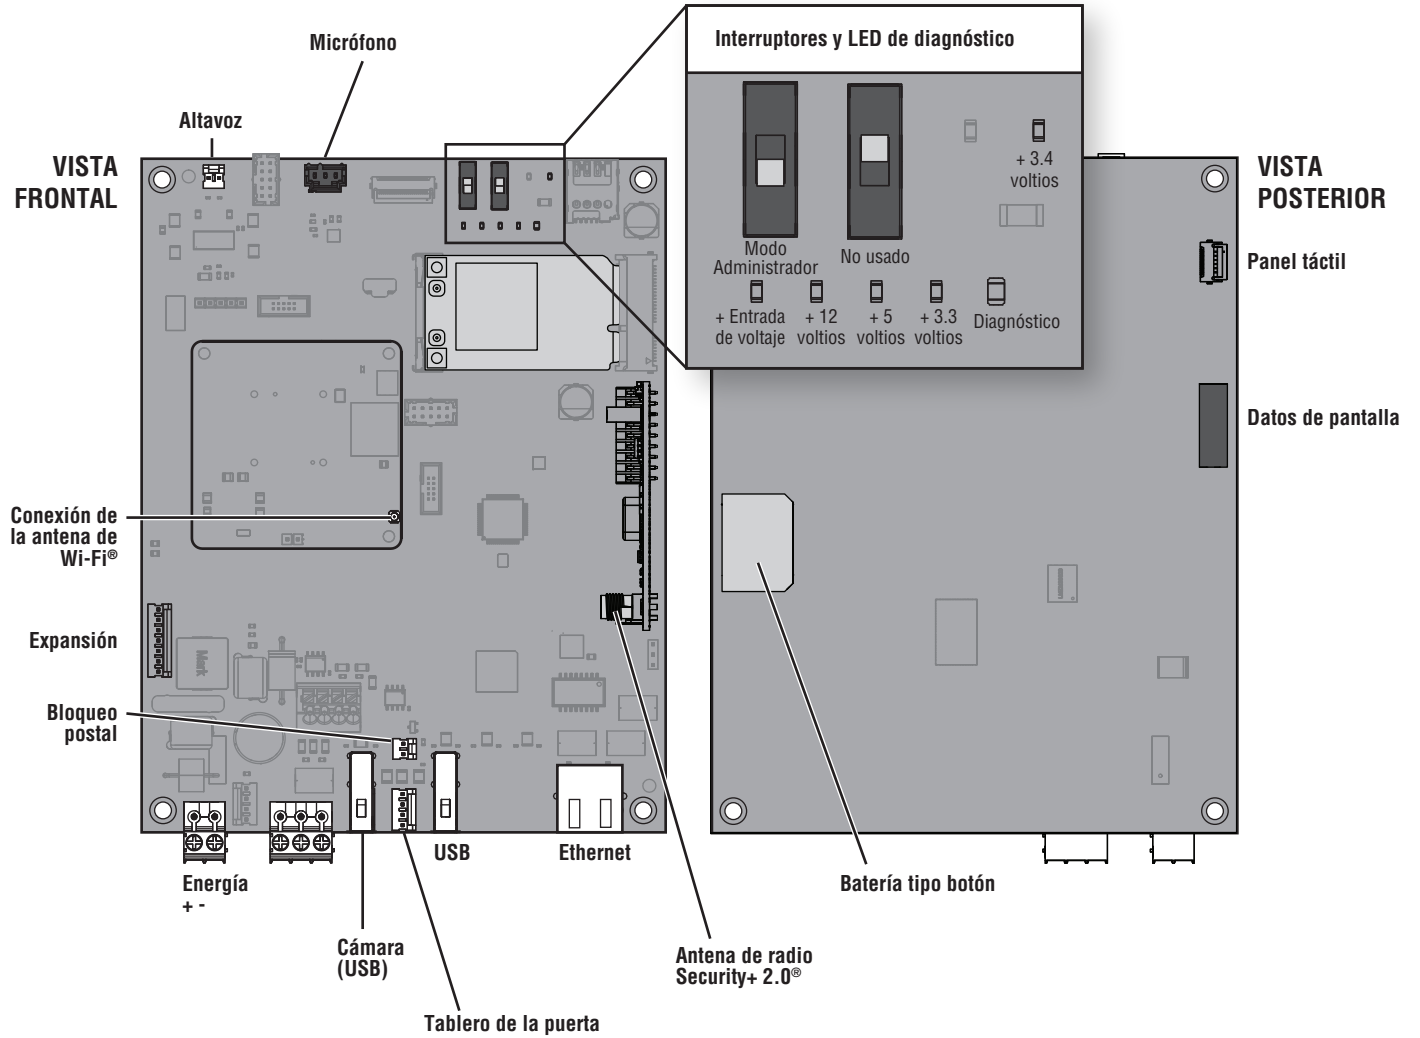 Micrófono
Altavoz
VISTA
FRONTAL
Interruptores y LED de diagnóstico
+ 3.4
voltios
Modo
Administrador
No usado
+ Entrada
de voltaje
+ 12
voltios
+ 5
voltios
+ 3.3
voltios
Diagnóstico
VISTA
POSTERIOR
Panel táctil
Datos de pantalla
Conexión de
la antena de
Wi-Fi®
Expansión
Mark
Bloqueo
postal
Energía
+ -
Cámara
(USB)
USB
Ethernet
Tablero de la puerta
Antena de radio
Security+ 2.0®
Batería tipo botón